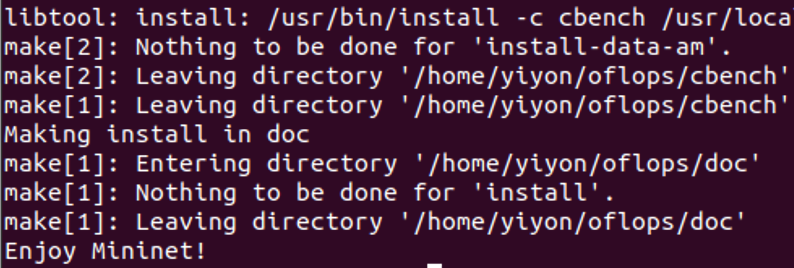 libtool: install: /usr/bin/install -c cbench /usr/loca
make[2]: Nothing to be done for 'install-data-am'.
make[2]: Leaving directory '/home/yiyon/oflops/cbench'
make[1]: Leaving directory '/home/yiyon/oflops/cbench'
Making install in doc
make[1]: Entering directory '/home/yiyon/oflops/doc'
make[1]: Nothing to be done for 'install'.
make[1]: Leaving directory '/home/yiyon/oflops/doc'
Enjoy Mininet!